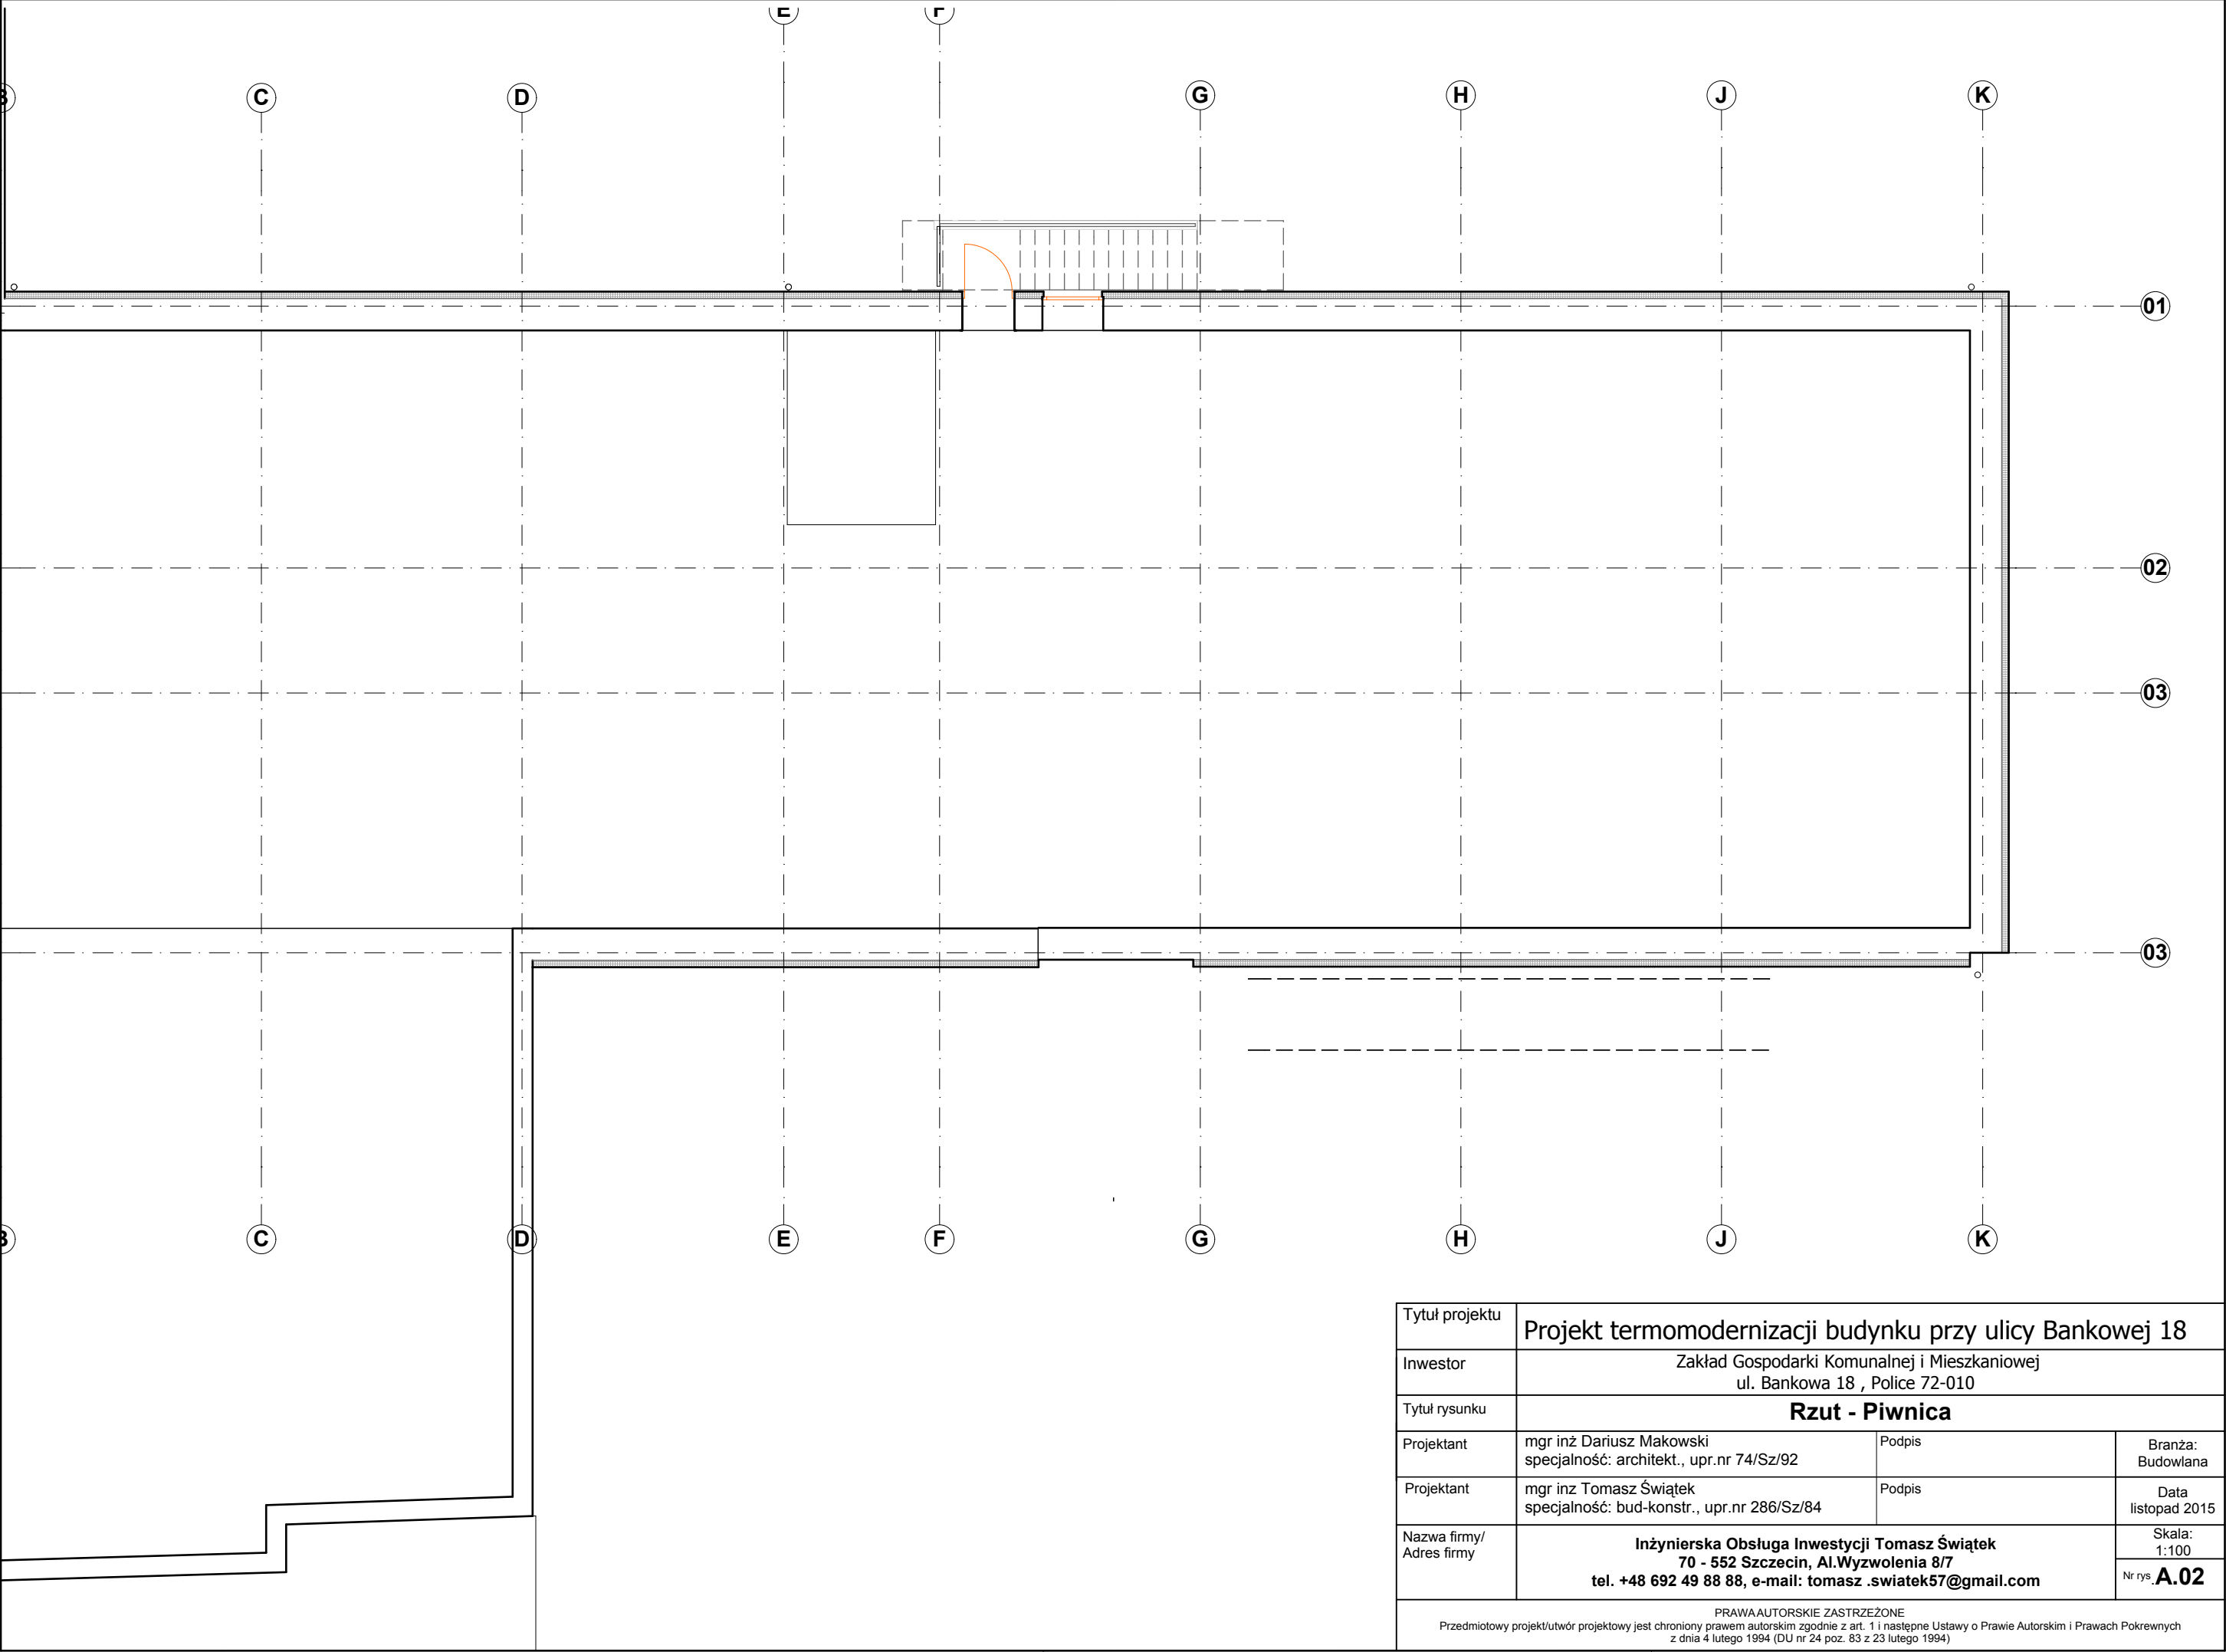 E F
B C D G H J K
01
02
03
03
B C D E F G H J K
Tytuł projektu
Projekt termomodernizacji budynku przy ulicy Bankowej 18
Inwestor
Zakład Gospodarki Komunalnej i Mieszkaniowej
ul. Bankowa 18 , Police 72-010
Tytuł rysunku
Rzut - Piwnica
Projektant
mgr inż Dariusz Makowski
specjalność: architekt., upr.nr 74/Sz/92
Podpis
Branża:
Budowlana
Projektant
mgr inz Tomasz Świątek
specjalność: bud-konstr., upr.nr 286/Sz/84
Podpis
Data
listopad 2015
Nazwa firmy/
Adres firmy
Inżynierska Obsługa Inwestycji Tomasz Świątek
70 - 552 Szczecin, Al.Wyzwolenia 8/7
tel. +48 692 49 88 88, e-mail: tomasz .swiatek57@gmail.com
Skala:
1:100
Nr rys. A.02
PRAWA AUTORSKIE ZASTRZEŻONE
Przedmiotowy projekt/utwór projektowy jest chroniony prawem autorskim zgodnie z art. 1 i następne Ustawy o Prawie Autorskim i Prawach Pokrewnych
z dnia 4 lutego 1994 (DU nr 24 poz. 83 z 23 lutego 1994)